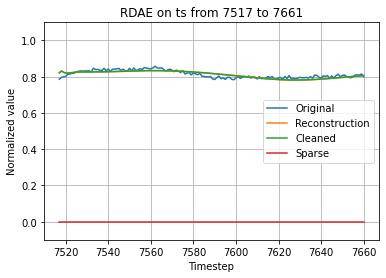 RDAE on ts from 7517 to 7661
Normalized value
1.0
0.8
0.6
0.4
0.2
0.0
Original
Reconstruction
Cleaned
Sparse
7520 7540 7560 7580 7600 7620 7640 7660
Timestep